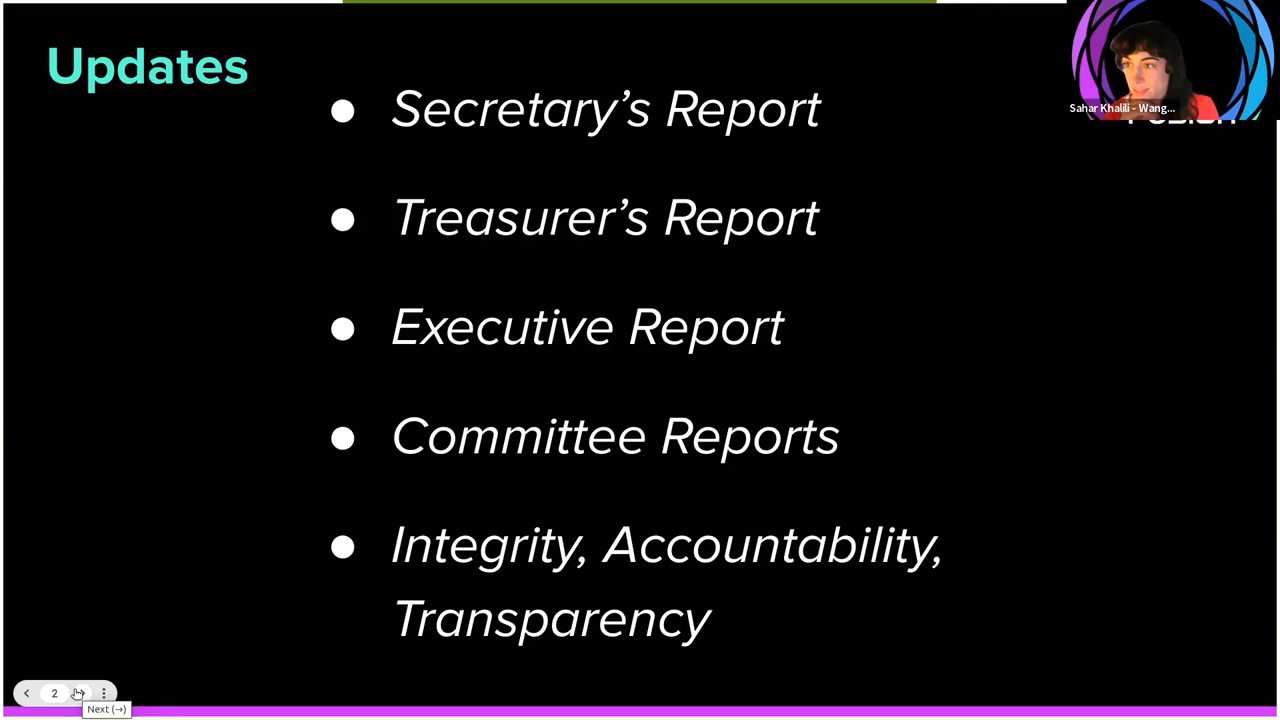 Updates
● Secretary’s Report
● Treasurer’s Report
● Executive Report
● Committee Reports
● Integrity, Accountability,
Transparency
Sahar Khalili - Wang...
2
Next (→)